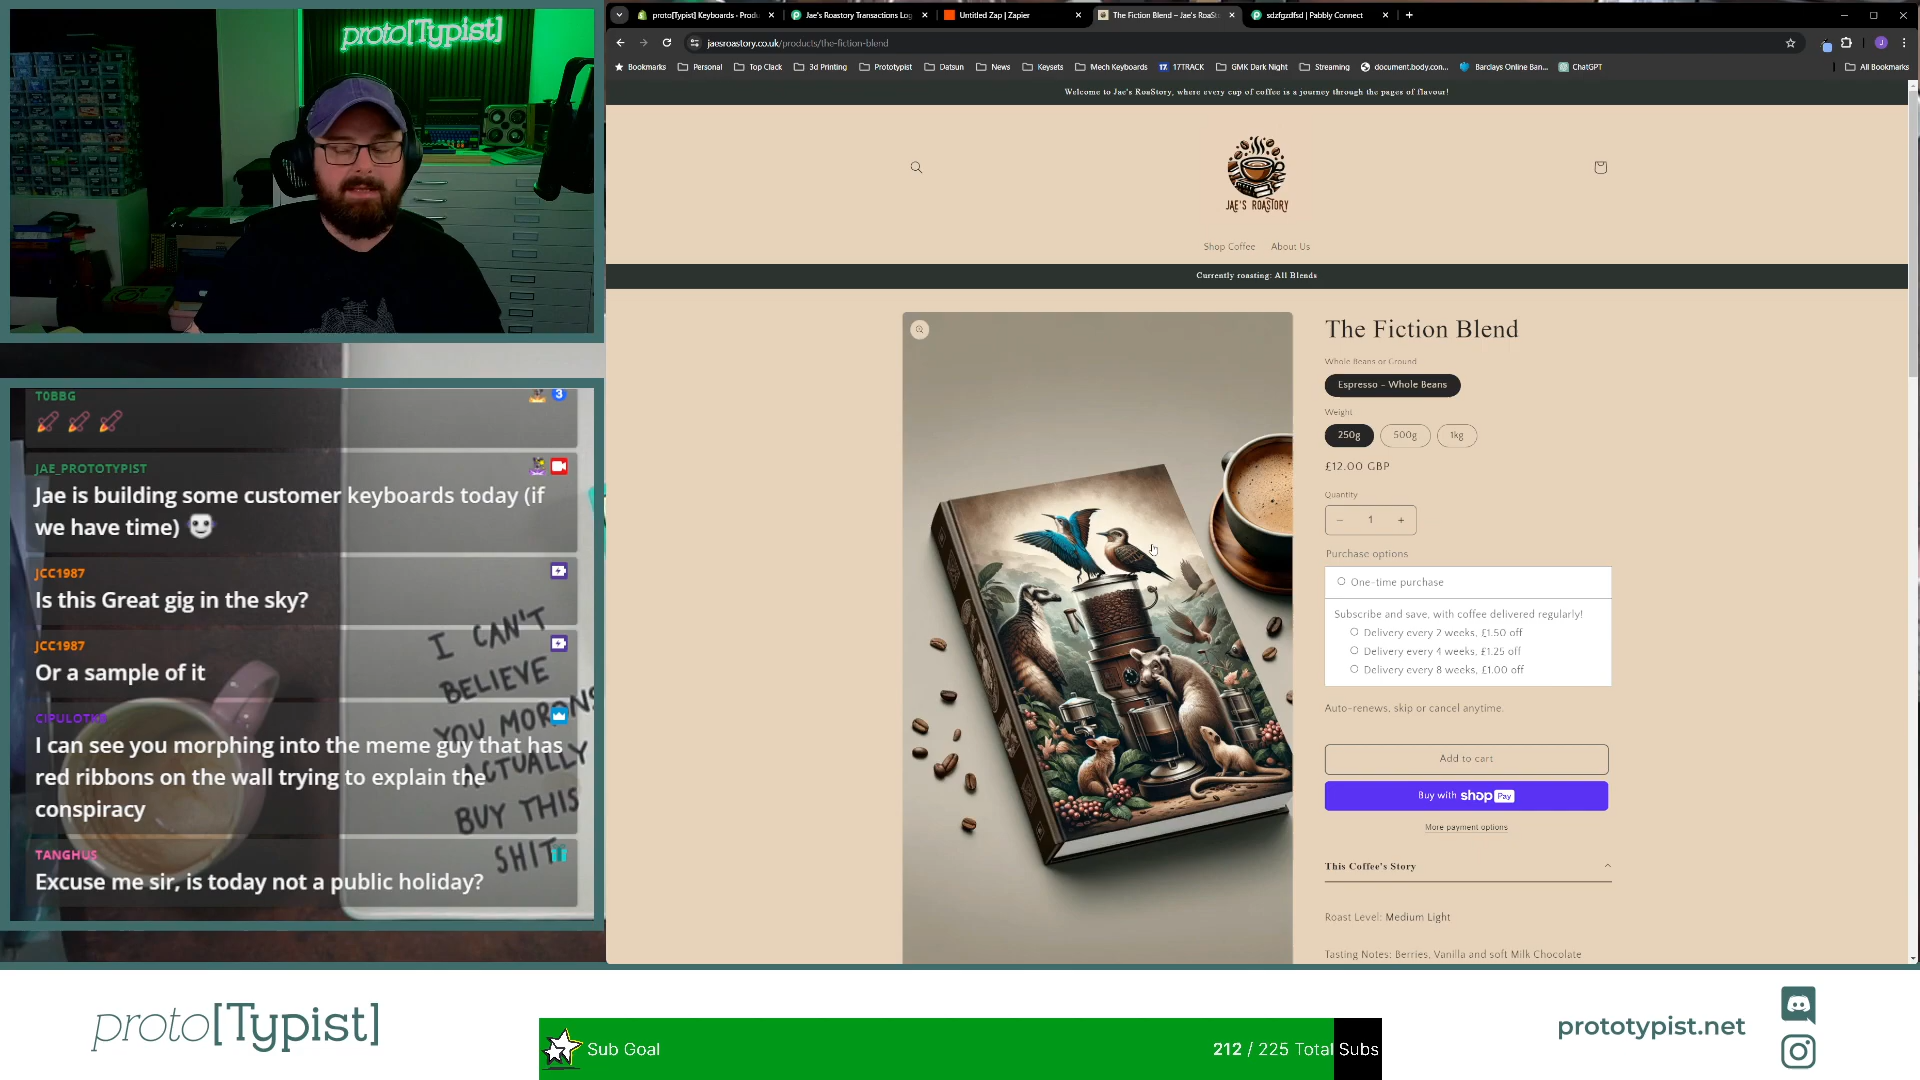 proto[Typist]
T0BBG
3
JAE_PROTOTYPIST
Jae is building some customer keyboards today (if
we have time)
JCC1987
Is this Great gig in the sky?
JCC1987
Or a sample of it
I can see you morphing into the meme guy that has
red ribbons on the wall trying to explain the
conspiracy
TANGHUS
Excuse me sir, is today not a public holiday?
I CAN'T
BELIEVE
YOU MORONS
ACTUALLY
BUY THIS
SHIT
proto[Typist] Keyboards · Produ
Jae's Roastory Transactions Log
Untitled Zap | Zapier
The Fiction Blend – Jae's RoaSt
sdzfgzdfsd | Pabbly Connect
jaesroastory.co.uk/products/the-fiction-blend
Bookmarks Personal Top Clack 3d Printing Prototypist Datsun News Keysets Mech Keyboards 17TRACK GMK Dark Night Streaming document.body.con... Barclays Online Ban... ChatGPT All Bookmarks
Welcome to Jae's RoaStory, where every cup of coffee is a journey through the pages of flavour!
JAE'S ROASTORY
Shop Coffee About Us
Currently roasting: All Blends
The Fiction Blend
Whole Beans or Ground
Espresso - Whole Beans
Weight
250g 500g 1kg
£12.00 GBP
Quantity
− 1 +
Purchase options
One-time purchase
Subscribe and save, with coffee delivered regularly!
Delivery every 2 weeks, £1.50 off
Delivery every 4 weeks, £1.25 off
Delivery every 8 weeks, £1.00 off
Auto-renews, skip or cancel anytime.
Add to cart
Buy with shop Pay
More payment options
This Coffee's Story
Roast Level: Medium Light
Tasting Notes: Berries, Vanilla and soft Milk Chocolate
proto[Typist]
Sub Goal
212 / 225 Total Subs
prototypist.net